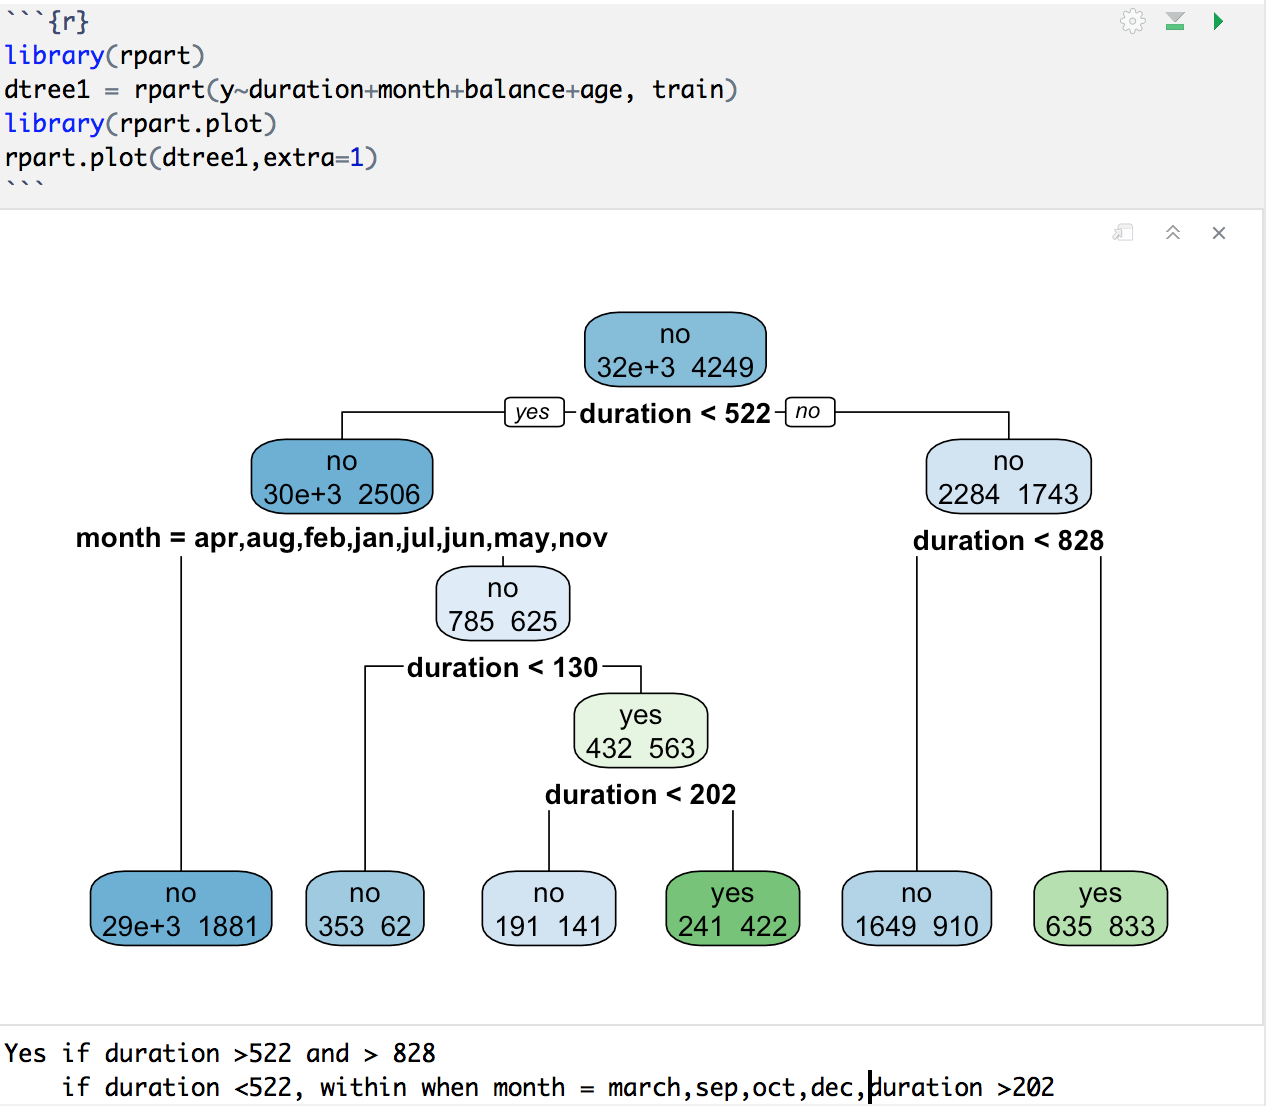 ```{r}
library(rpart)
dtree1 = rpart(y~duration+month+balance+age, train)
library(rpart.plot)
rpart.plot(dtree1,extra=1)
```
no
32e+3 4249
yes duration < 522 no
no
30e+3 2506
no
2284 1743
month = apr,aug,feb,jan,jul,jun,may,nov
duration < 828
no
785 625
duration < 130
yes
432 563
duration < 202
no
29e+3 1881
no
353 62
no
191 141
yes
241 422
no
1649 910
yes
635 833
Yes if duration >522 and > 828
if duration <522, within when month = march,sep,oct,dec,duration >202